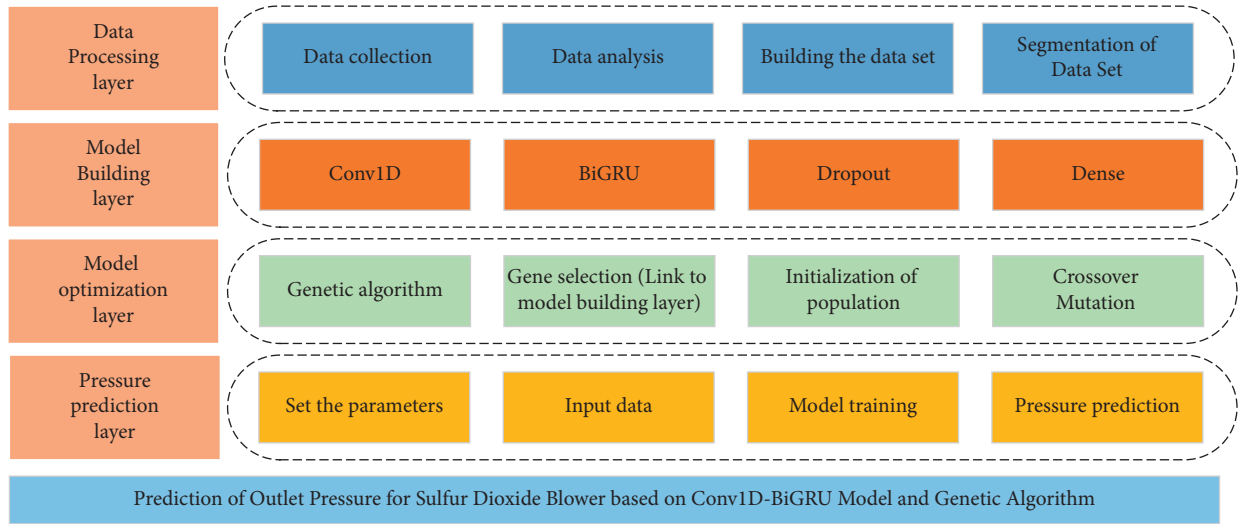 Data
Processing
layer
Data collection
Data analysis
Building the data set
Segmentation of
Data Set
Model
Building
layer
Conv1D
BiGRU
Dropout
Dense
Model
optimization
layer
Genetic algorithm
Gene selection (Link to
model building layer)
Initialization of
population
Crossover
Mutation
Pressure
prediction
layer
Set the parameters
Input data
Model training
Pressure prediction
Prediction of Outlet Pressure for Sulfur Dioxide Blower based on Conv1D-BiGRU Model and Genetic Algorithm